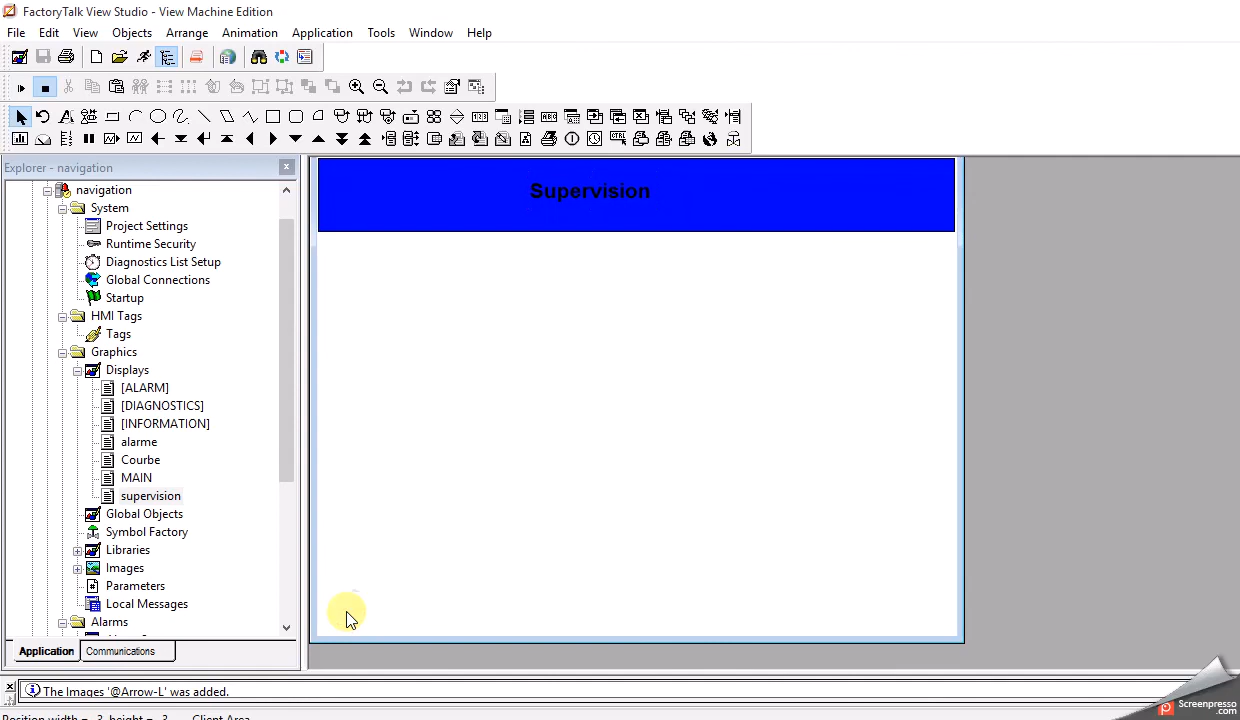 FactoryTalk View Studio - View Machine Edition
File Edit View Objects Arrange Animation Application Tools Window Help
Explorer - navigation
navigation
System
Project Settings
Runtime Security
Diagnostics List Setup
Global Connections
Startup
HMI Tags
Tags
Graphics
Displays
[ALARM]
[DIAGNOSTICS]
[INFORMATION]
alarme
Courbe
MAIN
supervision
Global Objects
Symbol Factory
Libraries
Images
Parameters
Local Messages
Alarms
Application Communications
Supervision
The Images '@Arrow-L' was added.
Screenpresso
.com